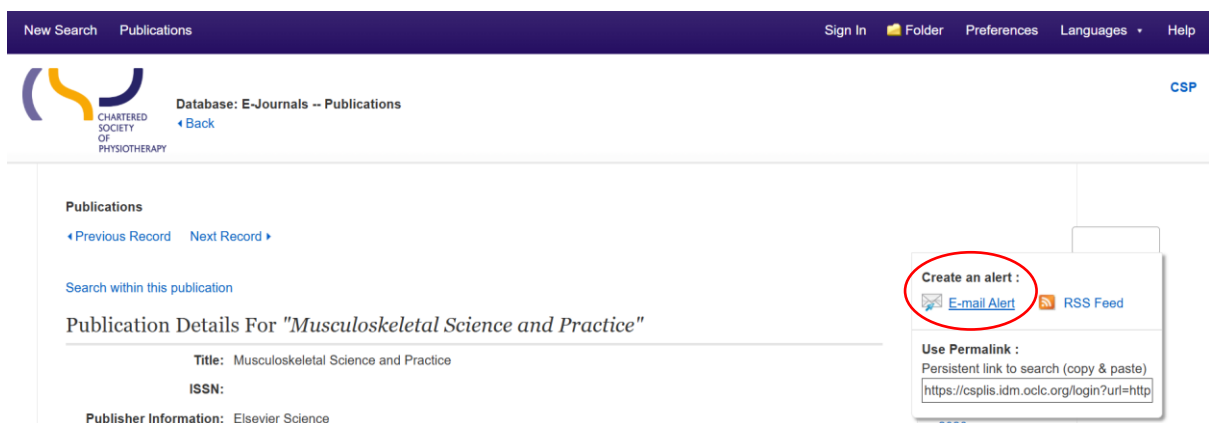 New Search Publications Sign In Folder Preferences Languages Help
CHARTERED
SOCIETY
OF
PHYSIOTHERAPY
Database: E-Journals -- Publications
Back
CSP
Publications
Previous Record Next Record
Search within this publication
Publication Details For "Musculoskeletal Science and Practice"
Title: Musculoskeletal Science and Practice
ISSN:
Publisher Information: Elsevier Science
Create an alert :
E-mail Alert RSS Feed
Use Permalink :
Persistent link to search (copy & paste)
https://csplis.idm.oclc.org/login?url=http